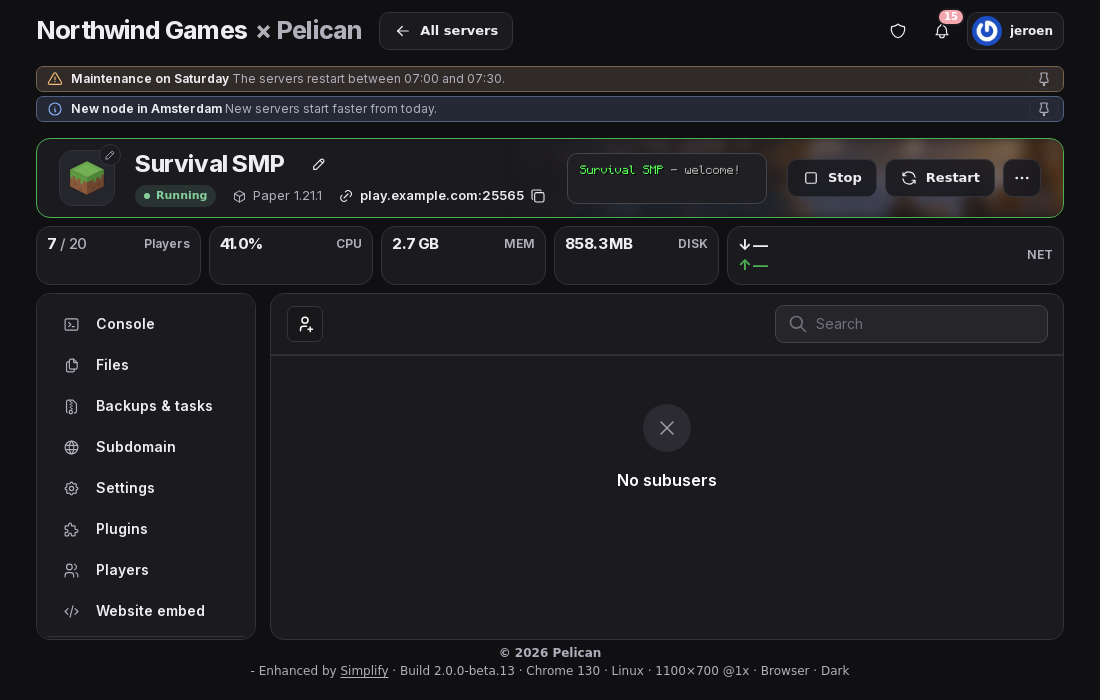 Northwind Games × Pelican
All servers
15
jeroen
Maintenance on Saturday The servers restart between 07:00 and 07:30.
New node in Amsterdam New servers start faster from today.
Survival SMP
Running
Paper 1.21.1
play.example.com:25565
Survival SMP — welcome!
Stop
Restart
7 / 20 Players
41.0% CPU
2.7 GB MEM
858.3 MB DISK
↓—
↑—
NET
Console
Files
Backups & tasks
Subdomain
Settings
Plugins
Players
Website embed
Search
No subusers
© 2026 Pelican
- Enhanced by Simplify · Build 2.0.0-beta.13 · Chrome 130 · Linux · 1100×700 @1x · Browser · Dark